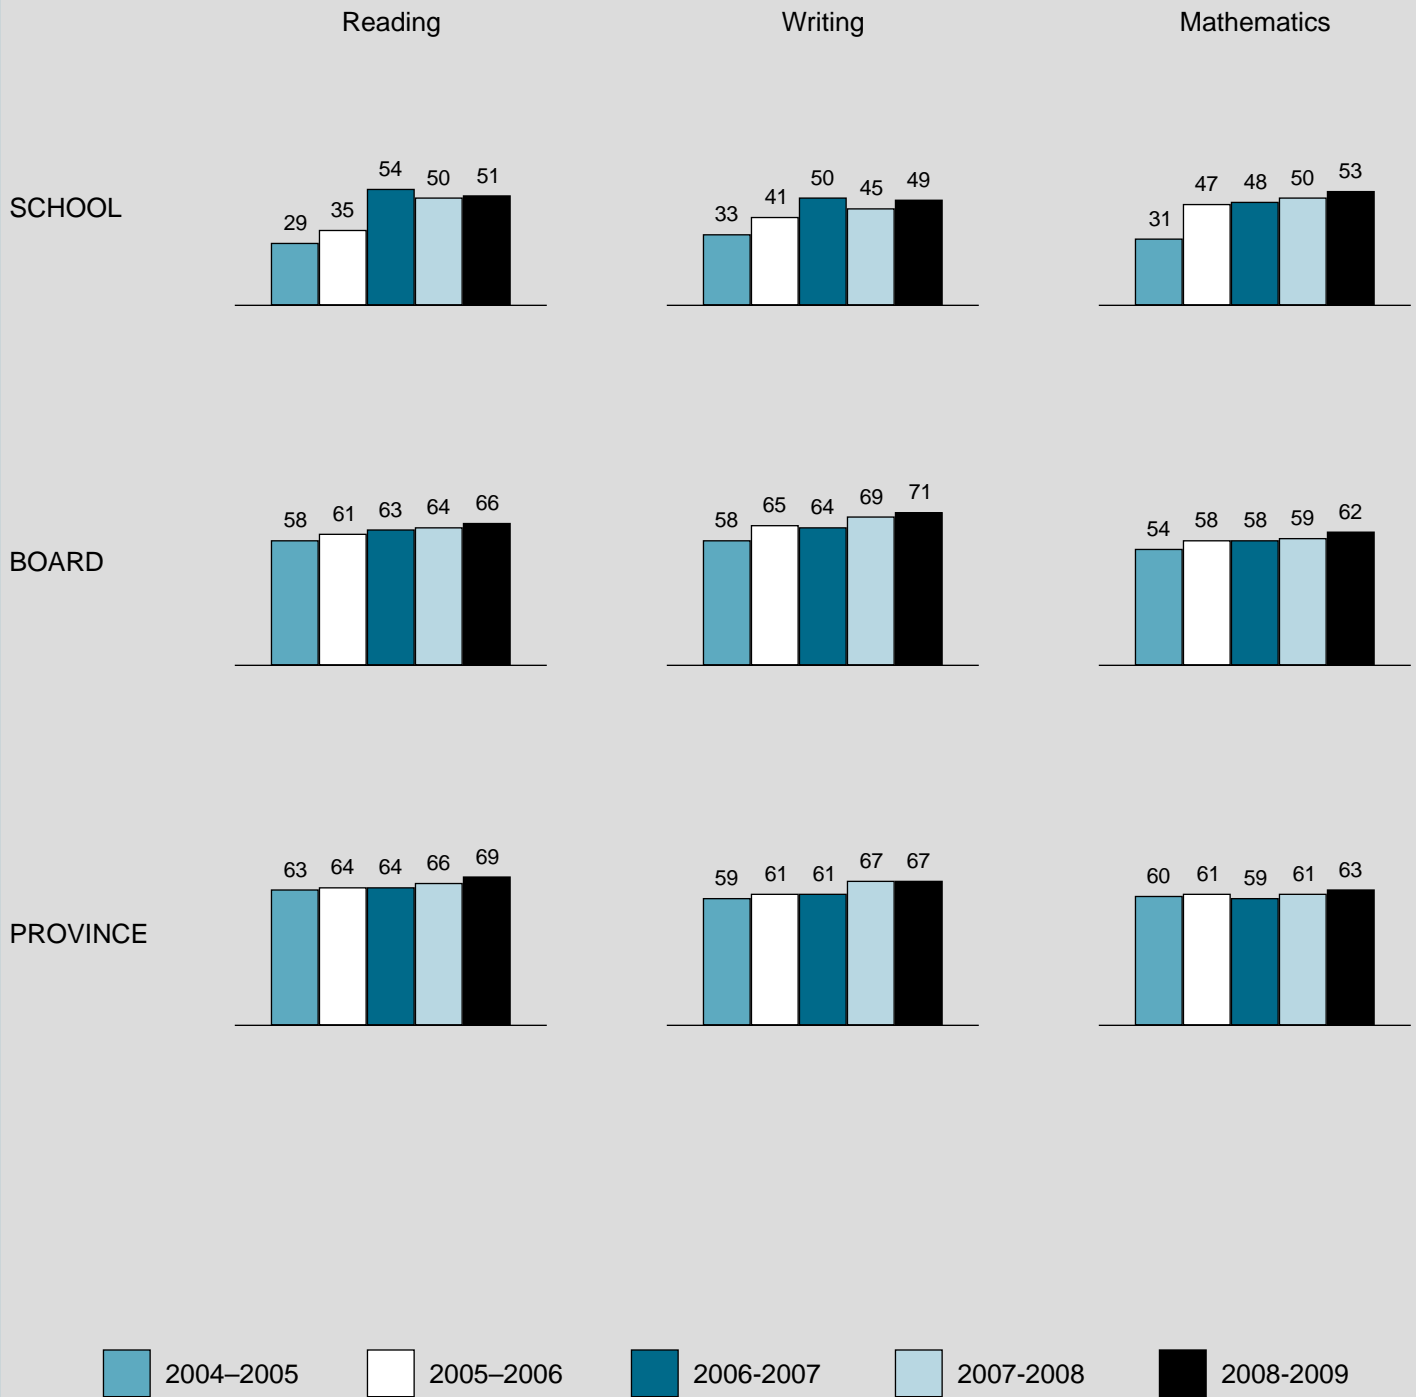 Reading Writing Mathematics
SCHOOL
29 35 54 50 51
33 41 50 45 49
31 47 48 50 53
BOARD
58 61 63 64 66
58 65 64 69 71
54 58 58 59 62
PROVINCE
63 64 64 66 69
59 61 61 67 67
60 61 59 61 63
2004–2005 2005–2006 2006-2007 2007-2008 2008-2009